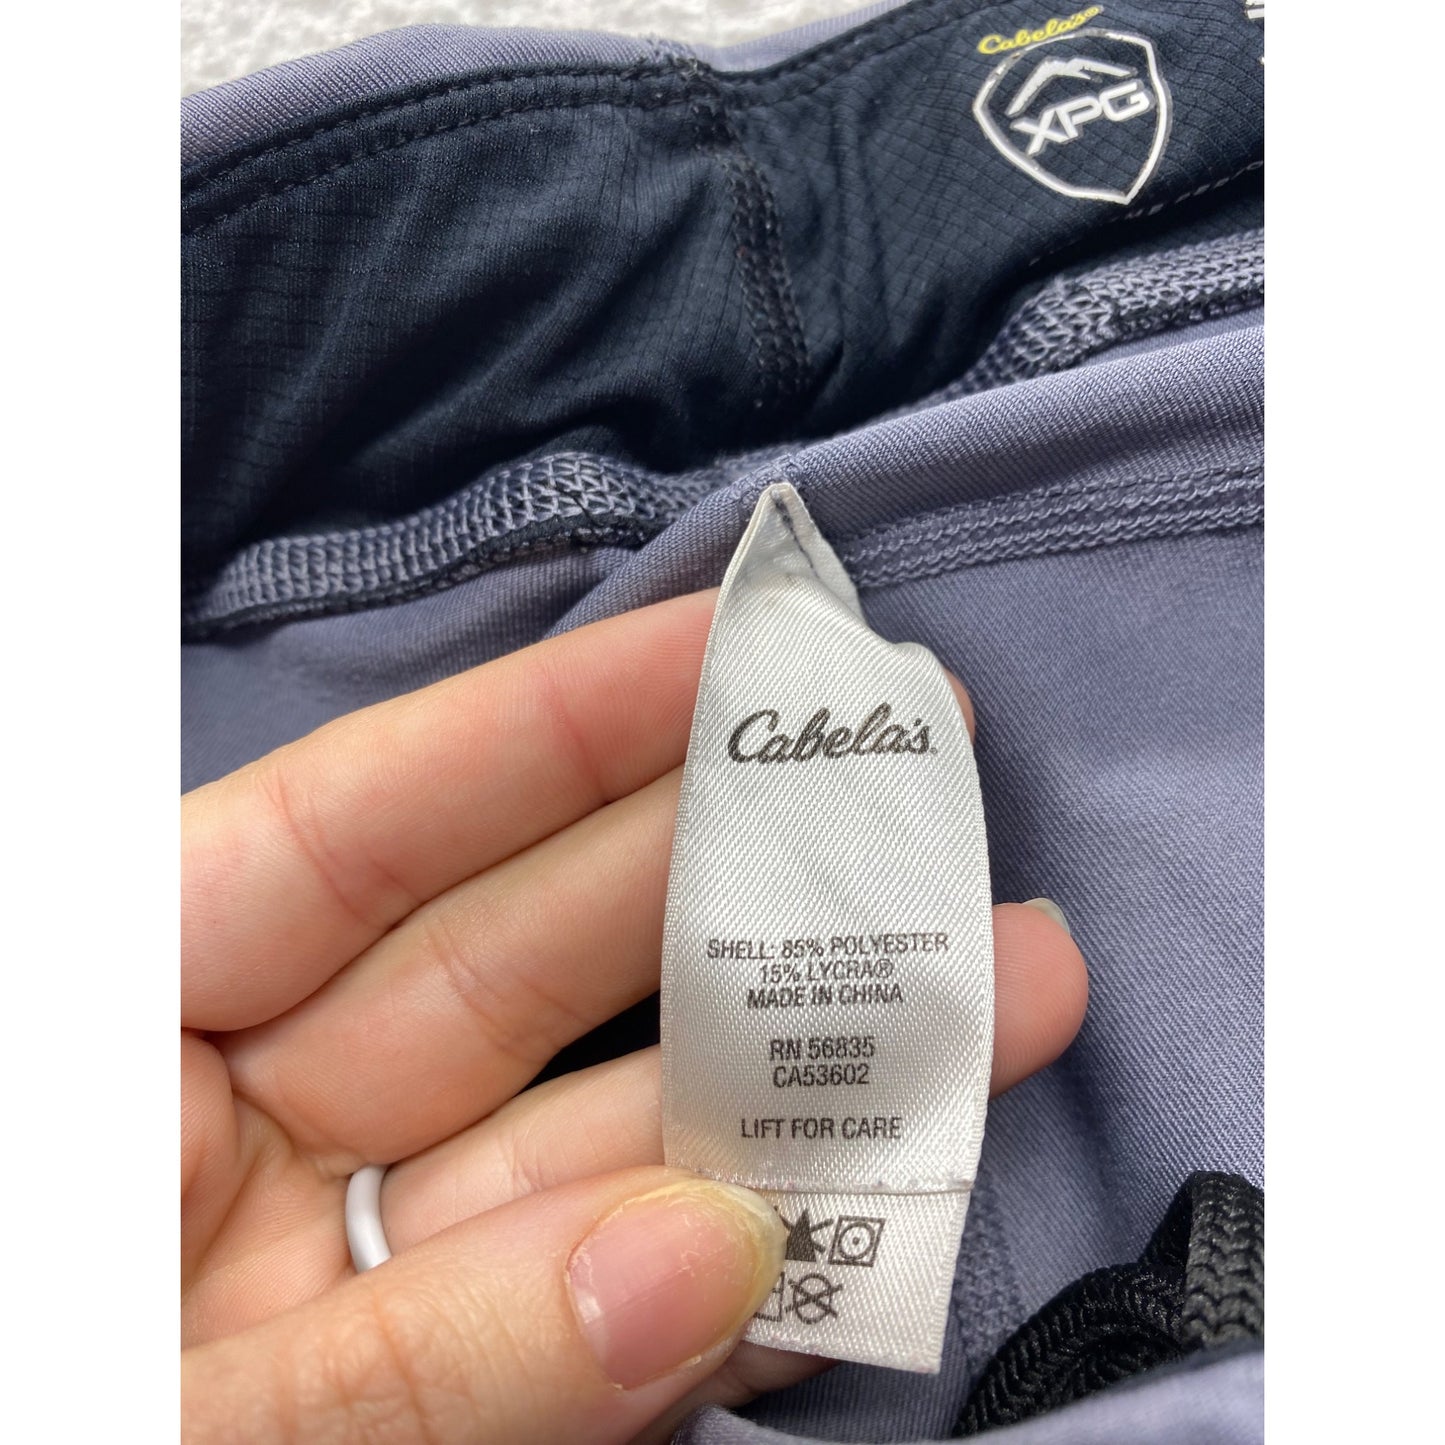 Cabela's®
XPG
Cabela's.
SHELL: 85% POLYESTER
15% LYCRA®
MADE IN CHINA
RN 56835
CA53602
LIFT FOR CARE